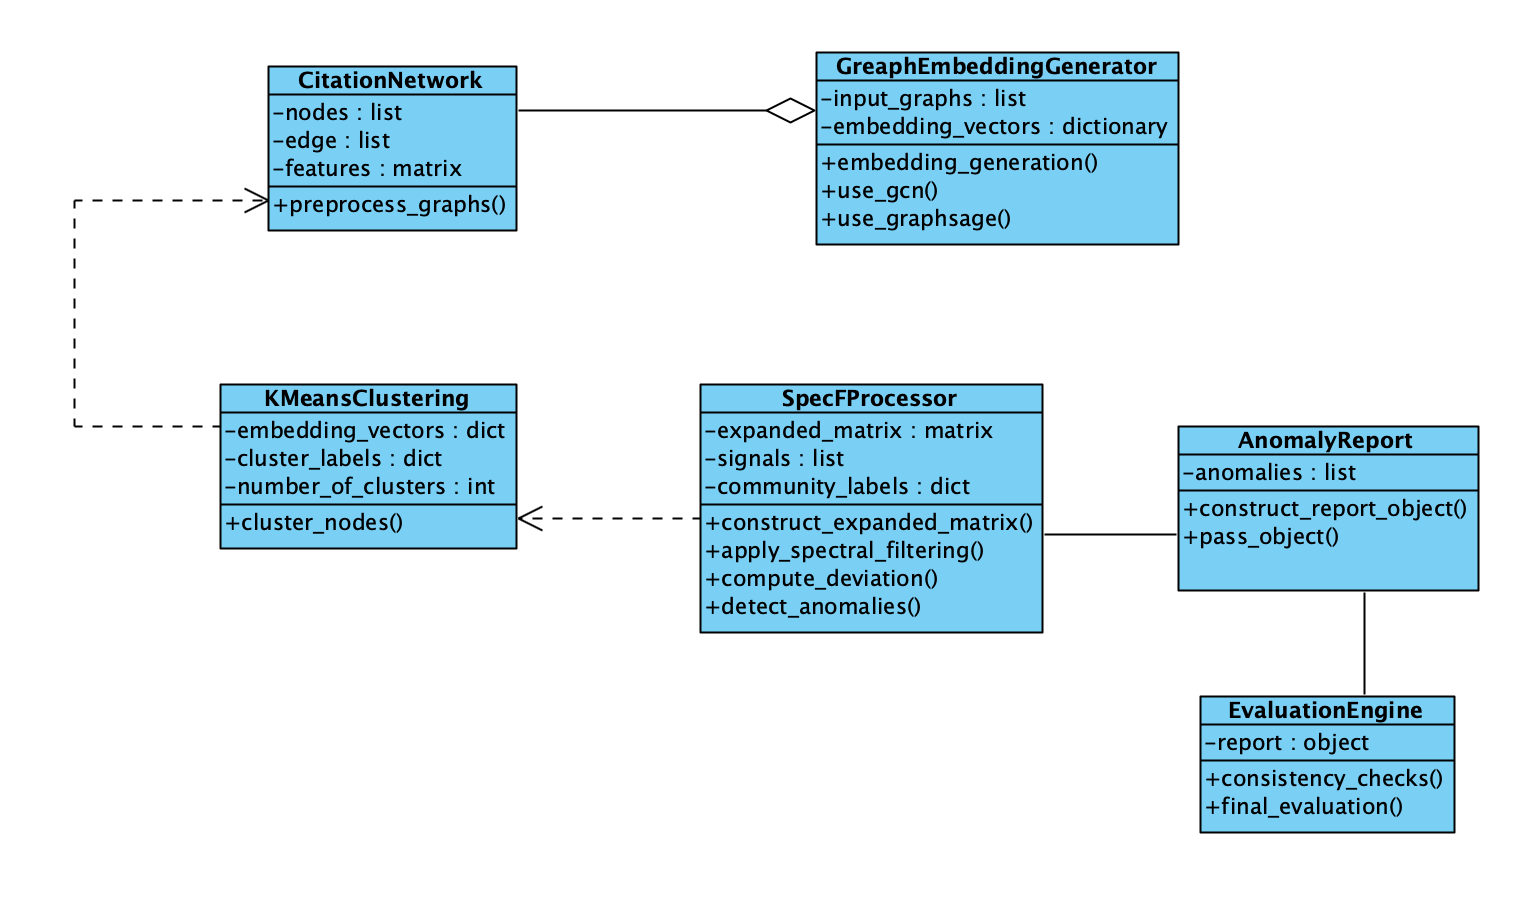 CitationNetwork
-nodes : list
-edge : list
-features : matrix
+preprocess_graphs()
GreaphEmbeddingGenerator
-input_graphs : list
-embedding_vectors : dictionary
+embedding_generation()
+use_gcn()
+use_graphsage()
KMeansClustering
-embedding_vectors : dict
-cluster_labels : dict
-number_of_clusters : int
+cluster_nodes()
SpecFProcessor
-expanded_matrix : matrix
-signals : list
-community_labels : dict
+construct_expanded_matrix()
+apply_spectral_filtering()
+compute_deviation()
+detect_anomalies()
AnomalyReport
-anomalies : list
+construct_report_object()
+pass_object()
EvaluationEngine
-report : object
+consistency_checks()
+final_evaluation()